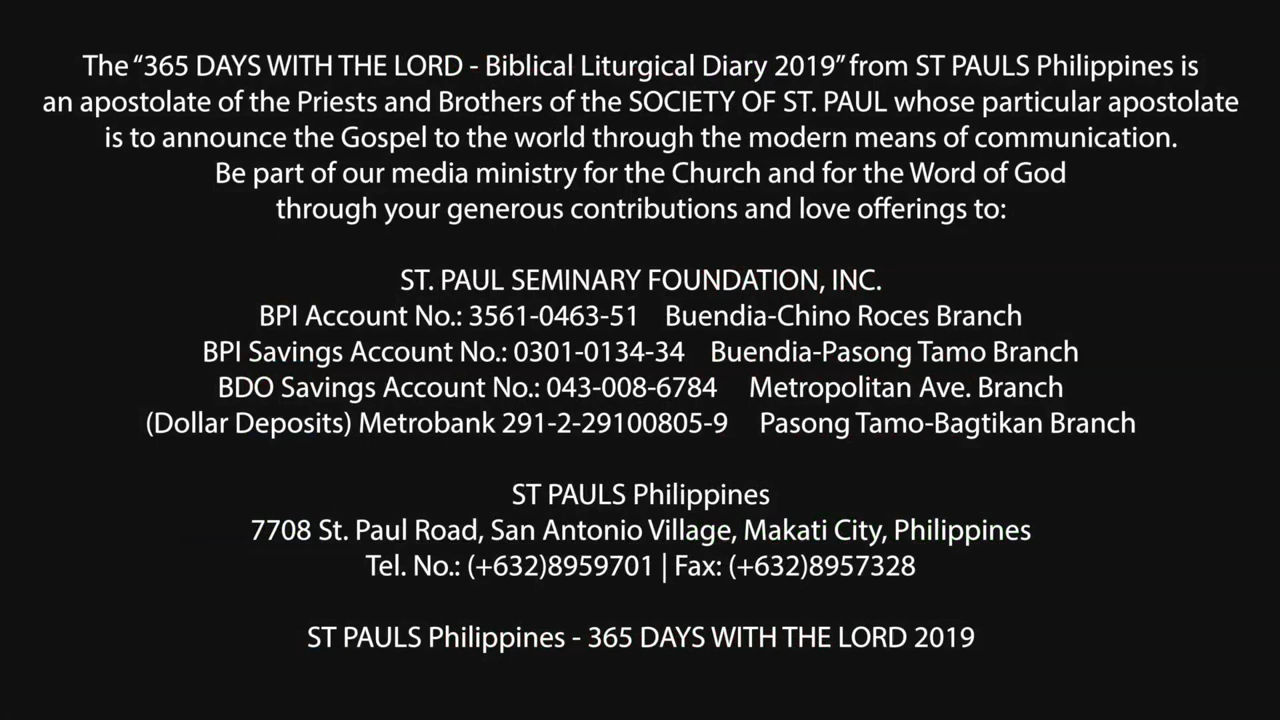 The “365 DAYS WITH THE LORD - Biblical Liturgical Diary 2019” from ST PAULS Philippines is
an apostolate of the Priests and Brothers of the SOCIETY OF ST. PAUL whose particular apostolate
is to announce the Gospel to the world through the modern means of communication.
Be part of our media ministry for the Church and for the Word of God
through your generous contributions and love offerings to:
ST. PAUL SEMINARY FOUNDATION, INC.
BPI Account No.: 3561-0463-51 Buendia-Chino Roces Branch
BPI Savings Account No.: 0301-0134-34 Buendia-Pasong Tamo Branch
BDO Savings Account No.: 043-008-6784 Metropolitan Ave. Branch
(Dollar Deposits) Metrobank 291-2-29100805-9 Pasong Tamo-Bagtikan Branch
ST PAULS Philippines
7708 St. Paul Road, San Antonio Village, Makati City, Philippines
Tel. No.: (+632)8959701 | Fax: (+632)8957328
ST PAULS Philippines - 365 DAYS WITH THE LORD 2019